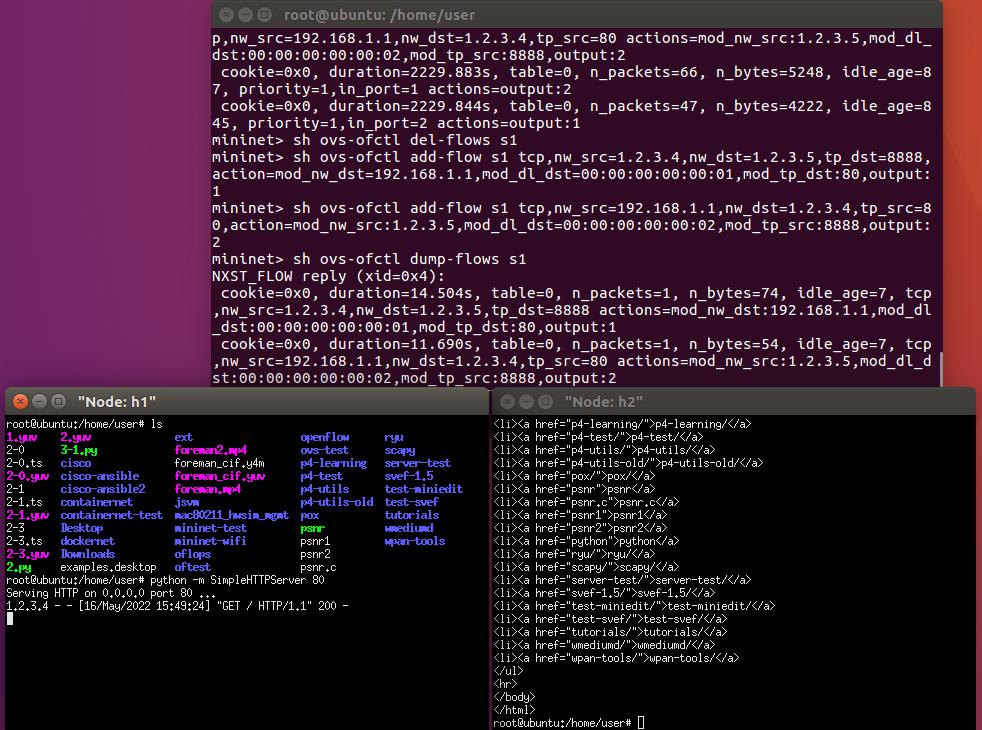 root@ubuntu: /home/user
p,nw_src=192.168.1.1,nw_dst=1.2.3.4,tp_src=80 actions=mod_nw_src:1.2.3.5,mod_dl_
dst:00:00:00:00:00:02,mod_tp_src:8888,output:2
cookie=0x0, duration=2229.883s, table=0, n_packets=66, n_bytes=5248, idle_age=8
7, priority=1,in_port=1 actions=output:2
cookie=0x0, duration=2229.844s, table=0, n_packets=47, n_bytes=4222, idle_age=8
45, priority=1,in_port=2 actions=output:1
mininet> sh ovs-ofctl del-flows s1
mininet> sh ovs-ofctl add-flow s1 tcp,nw_src=1.2.3.4,nw_dst=1.2.3.5,tp_dst=8888,
action=mod_nw_dst=192.168.1.1,mod_dl_dst=00:00:00:00:00:01,mod_tp_dst:80,output:
1
mininet> sh ovs-ofctl add-flow s1 tcp,nw_src=192.168.1.1,nw_dst=1.2.3.4,tp_src=8
0,action=mod_nw_src:1.2.3.5,mod_dl_dst=00:00:00:00:00:02,mod_tp_src:8888,output:
2
mininet> sh ovs-ofctl dump-flows s1
NXST_FLOW reply (xid=0x4):
cookie=0x0, duration=14.504s, table=0, n_packets=1, n_bytes=74, idle_age=7, tcp
,nw_src=1.2.3.4,nw_dst=1.2.3.5,tp_dst=8888 actions=mod_nw_dst:192.168.1.1,mod_dl
_dst:00:00:00:00:00:01,mod_tp_dst:80,output:1
cookie=0x0, duration=11.690s, table=0, n_packets=1, n_bytes=54, idle_age=7, tcp
,nw_src=192.168.1.1,nw_dst=1.2.3.4,tp_src=80 actions=mod_nw_src:1.2.3.5,mod_dl_d
st:00:00:00:00:00:02,mod_tp_src:8888,output:2
"Node: h1"
root@ubuntu:/home/user# ls
1.yuv 2.yuv ext openflow ryu
2-0 3-1.py foreman2.mp4 ovs-test scapy
2-0.ts cisco foreman_cif.y4m p4-learning server-test
2-0.yuv cisco-ansible foreman_cif.yuv p4-test svef-1.5
2-1 cisco-ansible2 foreman.mp4 p4-utils test-miniedit
2-1.ts containernet jsvm p4-utils-old test-svef
2-1.yuv containernet-test mac80211_hwsim_mgmt pox tutorials
2-3 Desktop mininet-test psnr wmediumd
2-3.ts dockernet mininet-wifi psnr1 wpan-tools
2-3.yuv Downloads oflops psnr2
2.py examples.desktop oftest psnr.c
root@ubuntu:/home/user# python -m SimpleHTTPServer 80
Serving HTTP on 0.0.0.0 port 80 ...
1.2.3.4 - - [16/May/2022 15:49:24] "GET / HTTP/1.1" 200 -
"Node: h2"
<li><a href="p4-learning/">p4-learning/</a>
<li><a href="p4-test/">p4-test/</a>
<li><a href="p4-utils/">p4-utils/</a>
<li><a href="p4-utils-old/">p4-utils-old/</a>
<li><a href="pox/">pox/</a>
<li><a href="psnr">psnr</a>
<li><a href="psnr.c">psnr.c</a>
<li><a href="psnr1">psnr1</a>
<li><a href="psnr2">psnr2</a>
<li><a href="python">python</a>
<li><a href="ryu/">ryu/</a>
<li><a href="scapy/">scapy/</a>
<li><a href="server-test/">server-test/</a>
<li><a href="svef-1.5/">svef-1.5/</a>
<li><a href="test-miniedit/">test-miniedit/</a>
<li><a href="test-svef/">test-svef/</a>
<li><a href="tutorials/">tutorials/</a>
<li><a href="wmediumd/">wmediumd/</a>
<li><a href="wpan-tools/">wpan-tools/</a>
</ul>
<hr>
</body>
</html>
root@ubuntu:/home/user#